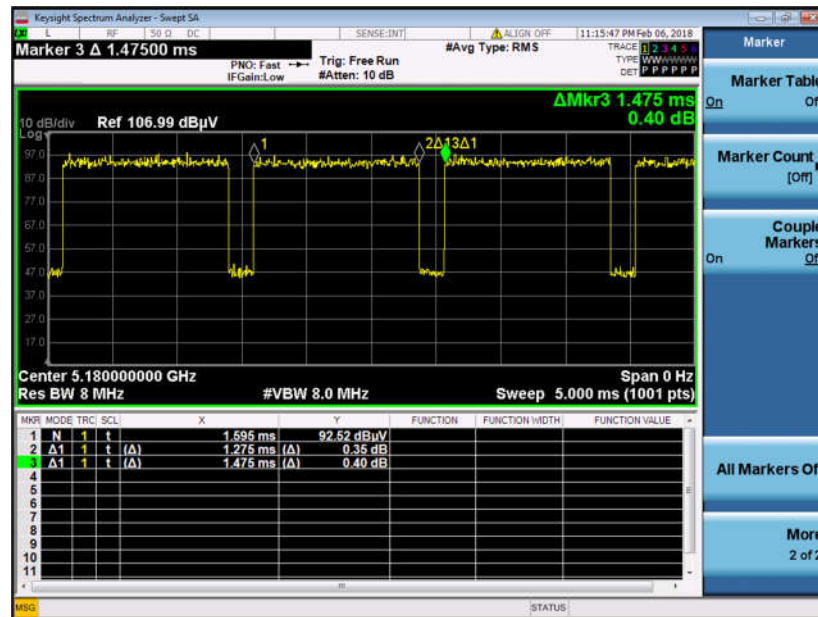 Keysight Spectrum Analyzer - Swept SA
L RF 50 Ω DC SENSE:INT ALIGN OFF 11:15:47 PM Feb 06, 2018
Marker 3 Δ 1.47500 ms
PNO: Fast
IFGain:Low
Trig: Free Run
#Atten: 10 dB
#Avg Type: RMS
TRACE 1 2 3 4 5 6
TYPE WWWWWW
DET P P P P P P
ΔMkr3 1.475 ms
0.40 dB
10 dB/div
Log
Ref 106.99 dBµV
1
2Δ1 3Δ1
97.0
87.0
77.0
67.0
57.0
47.0
37.0
27.0
17.0
Center 5.180000000 GHz Span 0 Hz
Res BW 8 MHz #VBW 8.0 MHz Sweep 5.000 ms (1001 pts)
MKR MODE TRC SCL X Y FUNCTION FUNCTION WIDTH FUNCTION VALUE
1 N 1 t 1.595 ms 92.52 dBµV
2 Δ1 1 t (Δ) 1.275 ms (Δ) 0.35 dB
3 Δ1 1 t (Δ) 1.475 ms (Δ) 0.40 dB
4
5
6
7
8
9
10
11
MSG STATUS
Marker
Marker Table
On Of
Marker Count
[Off]
Couple
Markers
On Of
All Markers Of
More
2 of 2